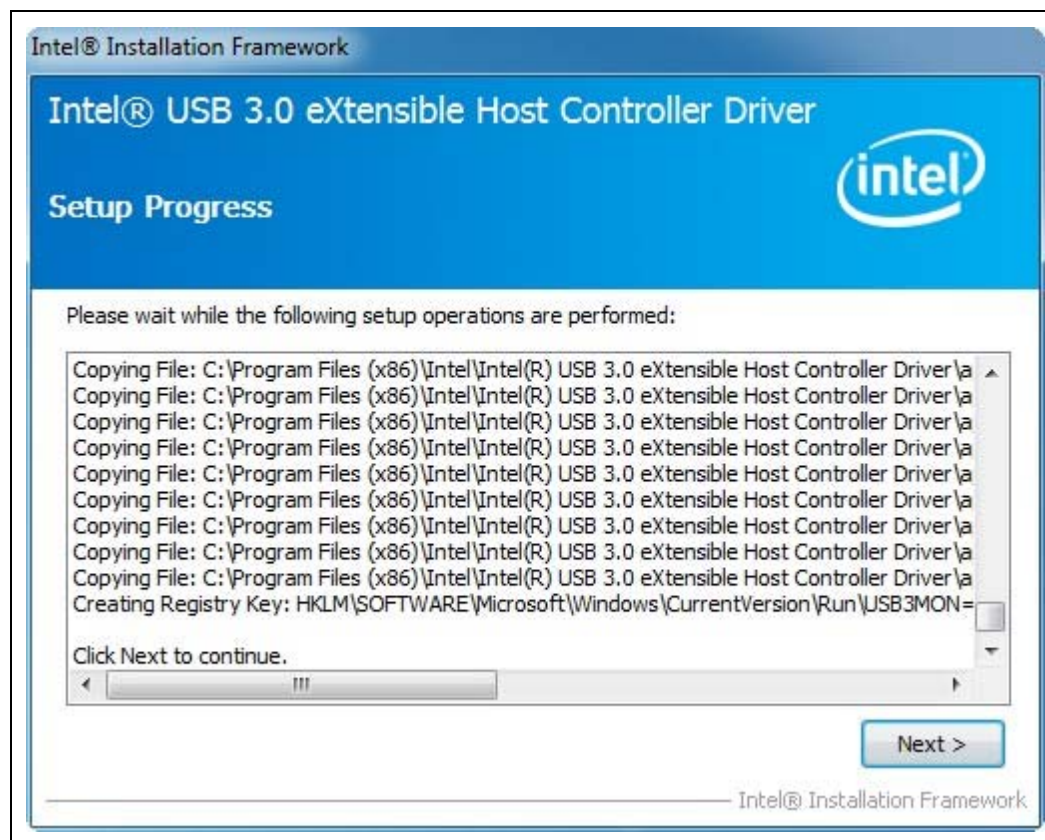 Intel® Installation Framework
Intel® USB 3.0 eXtensible Host Controller Driver
intel
Setup Progress
Please wait while the following setup operations are performed:
Copying File: C:\Program Files (x86)\Intel\Intel(R) USB 3.0 eXtensible Host Controller Driver\a
Copying File: C:\Program Files (x86)\Intel\Intel(R) USB 3.0 eXtensible Host Controller Driver\a
Copying File: C:\Program Files (x86)\Intel\Intel(R) USB 3.0 eXtensible Host Controller Driver\a
Copying File: C:\Program Files (x86)\Intel\Intel(R) USB 3.0 eXtensible Host Controller Driver\a
Copying File: C:\Program Files (x86)\Intel\Intel(R) USB 3.0 eXtensible Host Controller Driver\a
Copying File: C:\Program Files (x86)\Intel\Intel(R) USB 3.0 eXtensible Host Controller Driver\a
Copying File: C:\Program Files (x86)\Intel\Intel(R) USB 3.0 eXtensible Host Controller Driver\a
Copying File: C:\Program Files (x86)\Intel\Intel(R) USB 3.0 eXtensible Host Controller Driver\a
Copying File: C:\Program Files (x86)\Intel\Intel(R) USB 3.0 eXtensible Host Controller Driver\a
Creating Registry Key: HKLM\SOFTWARE\Microsoft\Windows\CurrentVersion\Run\USB3MON=
Click Next to continue.
Next >
Intel® Installation Framework